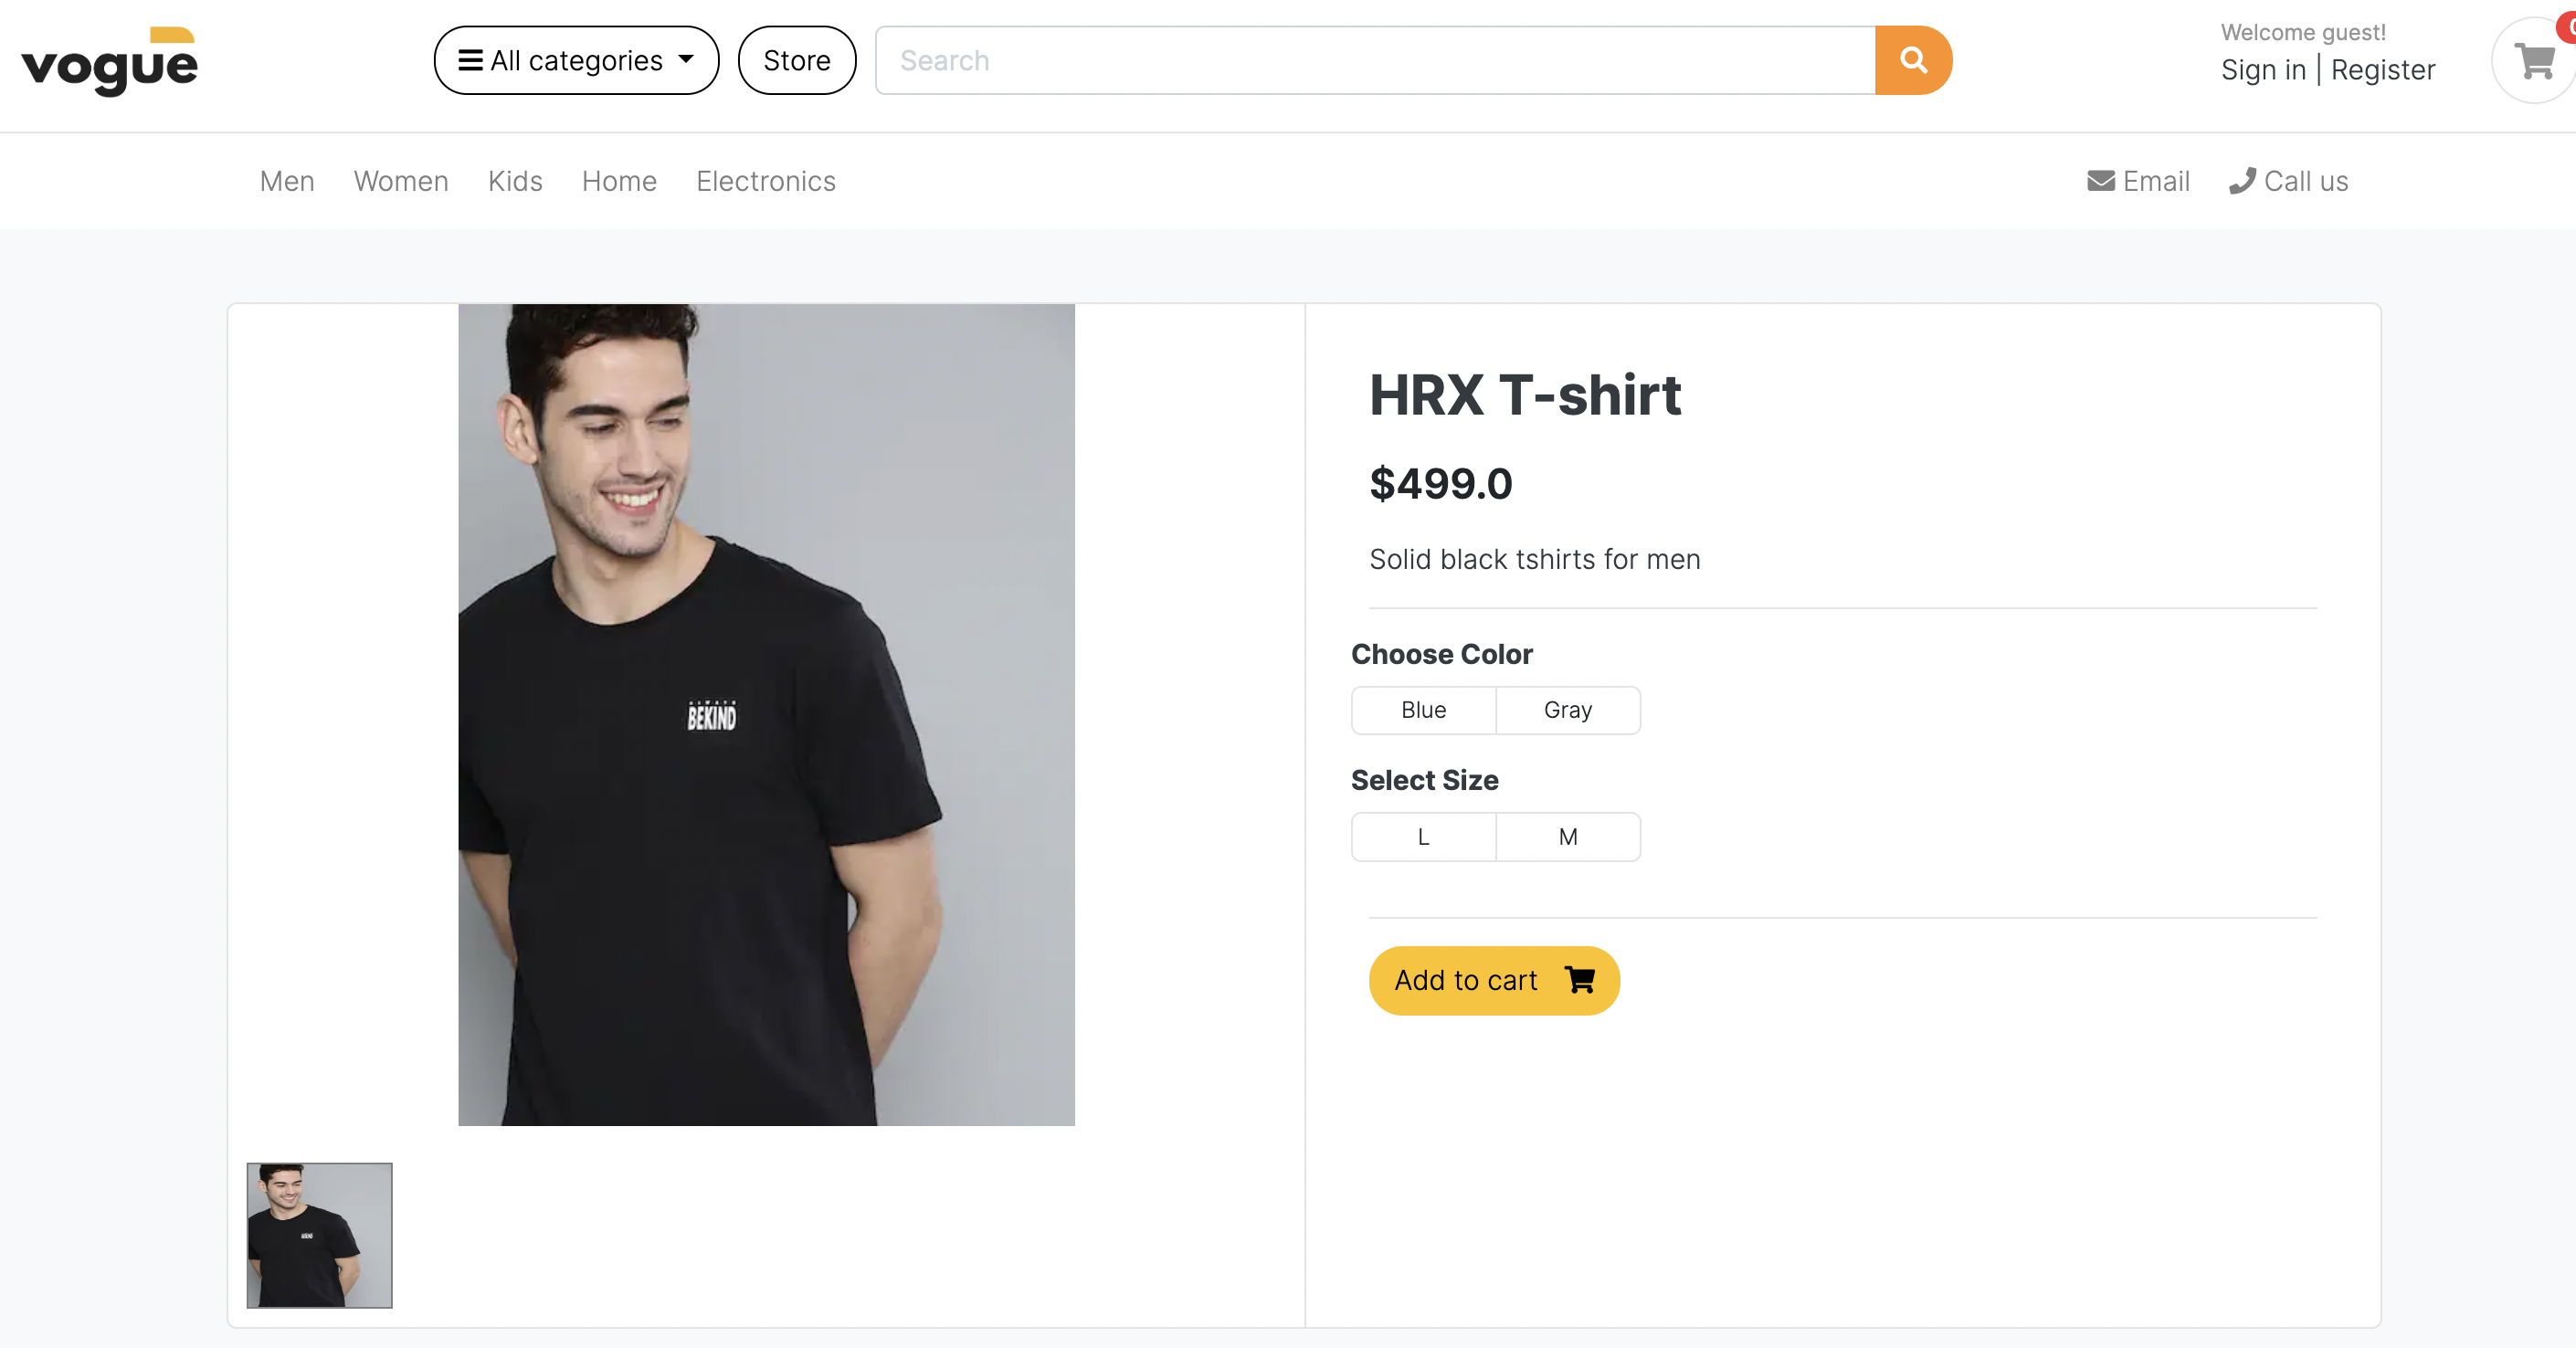 vogue
All categories
Store
Search
Welcome guest!
Sign in | Register
Men Women Kids Home Electronics
Email
Call us
HRX T-shirt
$499.0
Solid black tshirts for men
Choose Color
Blue Gray
Select Size
L M
Add to cart
ALWAYS
BEKIND